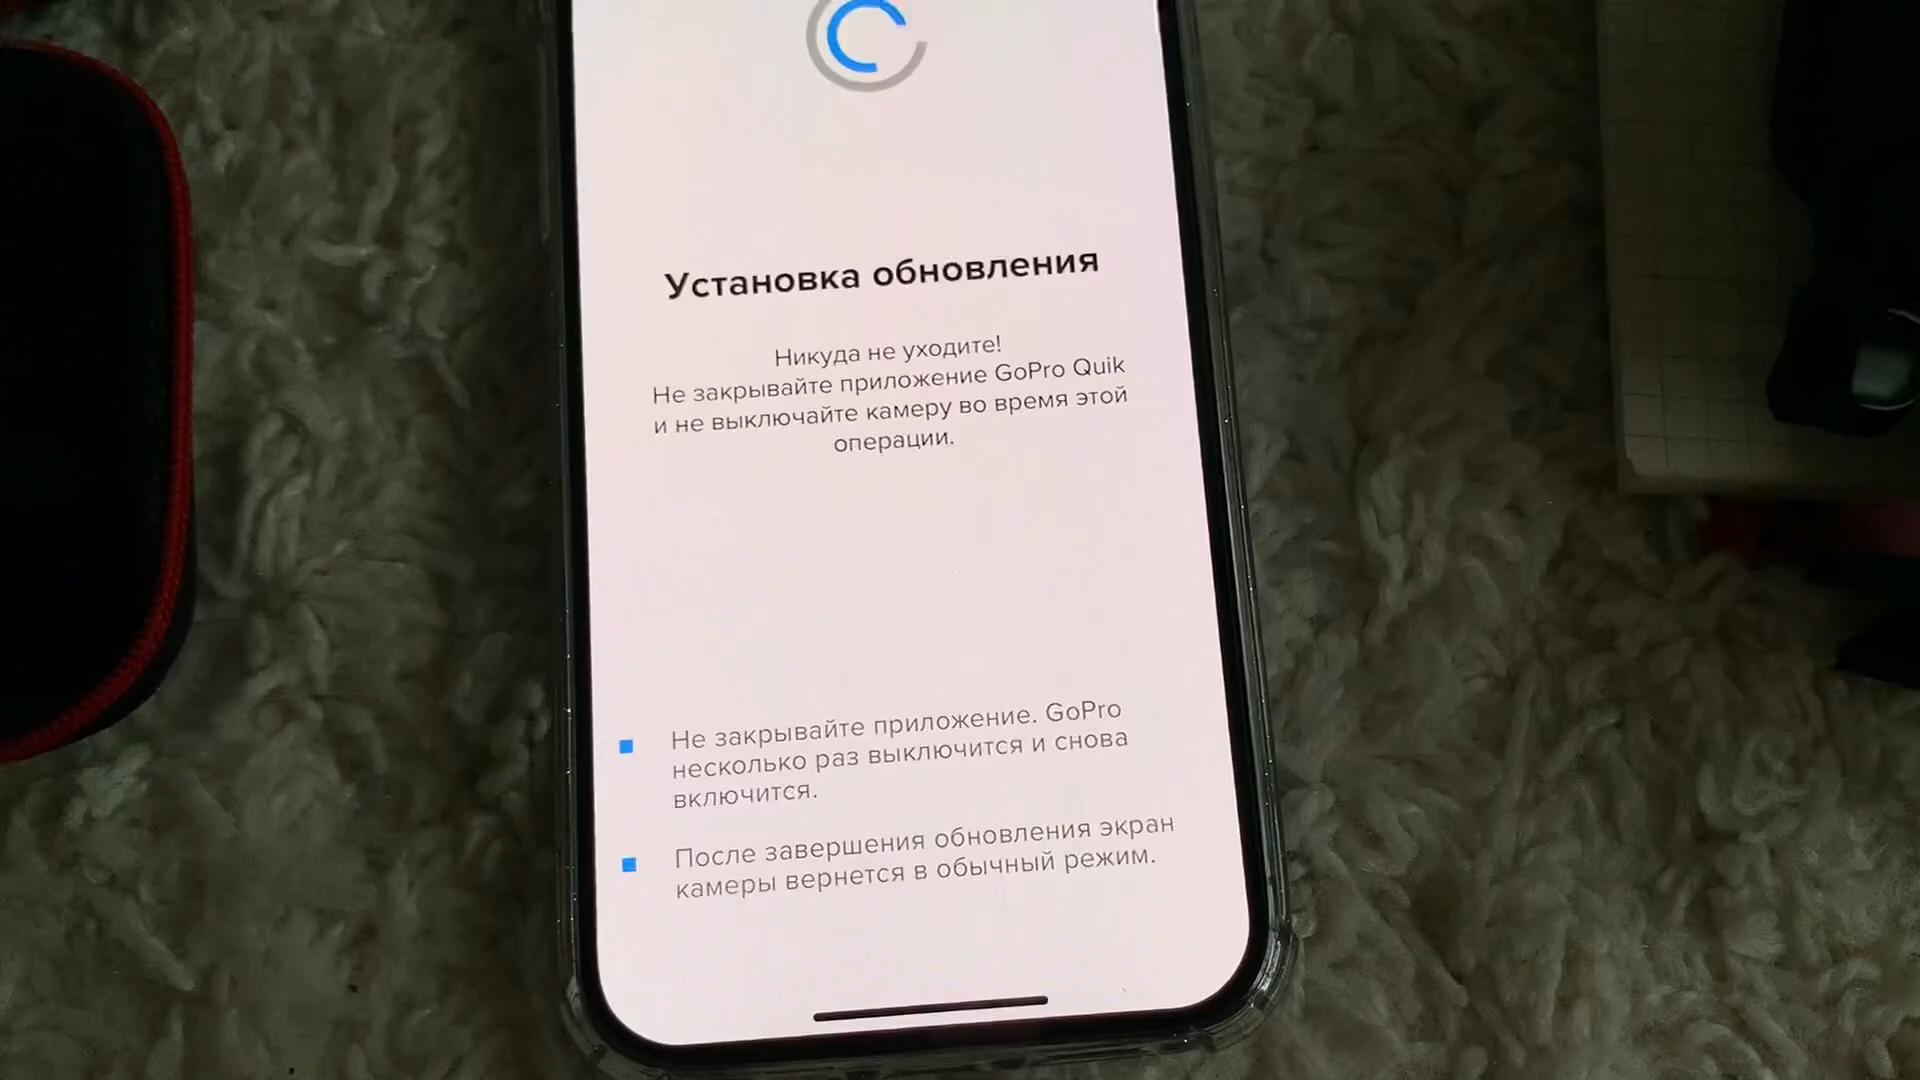 Установка обновления
Никуда не уходите!
Не закрывайте приложение GoPro Quik
и не выключайте камеру во время этой
операции.
Не закрывайте приложение. GoPro
несколько раз выключится и снова
включится.
После завершения обновления экран
камеры вернется в обычный режим.